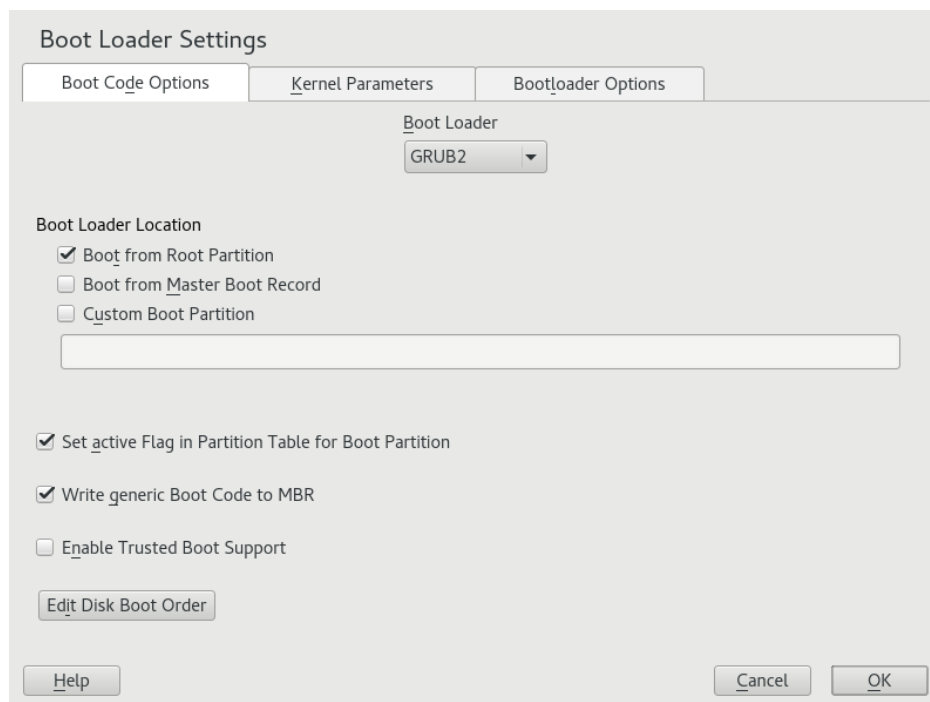 Boot Loader Settings
Boot Code Options
Kernel Parameters
Bootloader Options
Boot Loader
GRUB2
Boot Loader Location
Boot from Root Partition
Boot from Master Boot Record
Custom Boot Partition
Set active Flag in Partition Table for Boot Partition
Write generic Boot Code to MBR
Enable Trusted Boot Support
Edit Disk Boot Order
Help
Cancel
OK